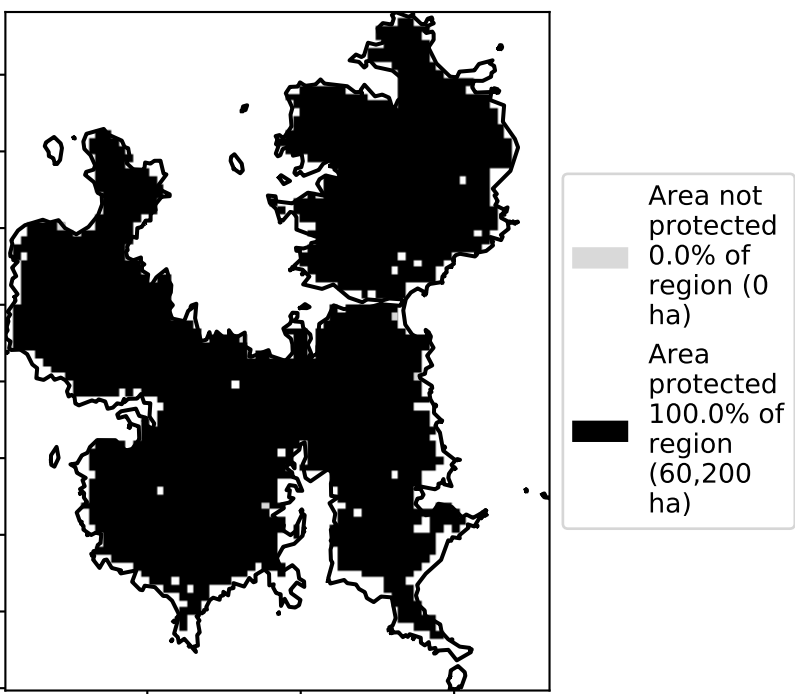 Area not
protected
0.0% of
region (0
ha)
Area
protected
100.0% of
region
(60,200
ha)